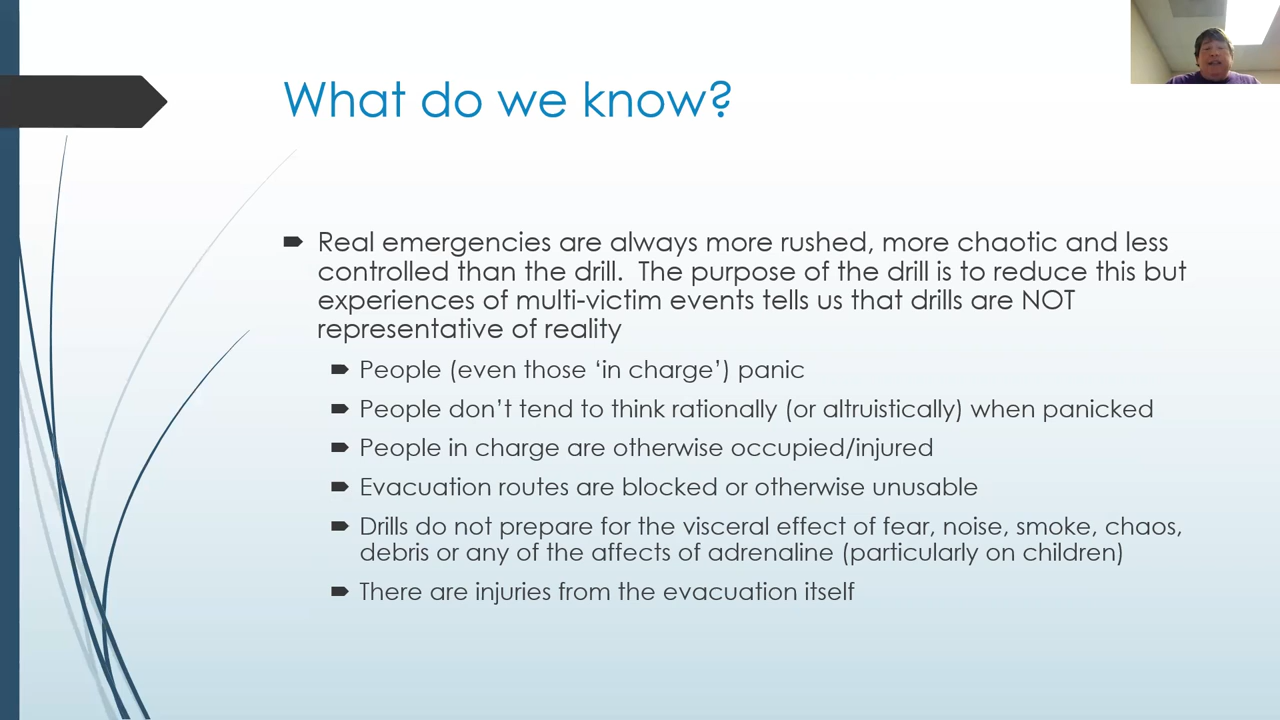 What do we know?
Real emergencies are always more rushed, more chaotic and less
controlled than the drill.  The purpose of the drill is to reduce this but
experiences of multi-victim events tells us that drills are NOT
representative of reality
People (even those ‘in charge’) panic
People don’t tend to think rationally (or altruistically) when panicked
People in charge are otherwise occupied/injured
Evacuation routes are blocked or otherwise unusable
Drills do not prepare for the visceral effect of fear, noise, smoke, chaos,
debris or any of the affects of adrenaline (particularly on children)
There are injuries from the evacuation itself